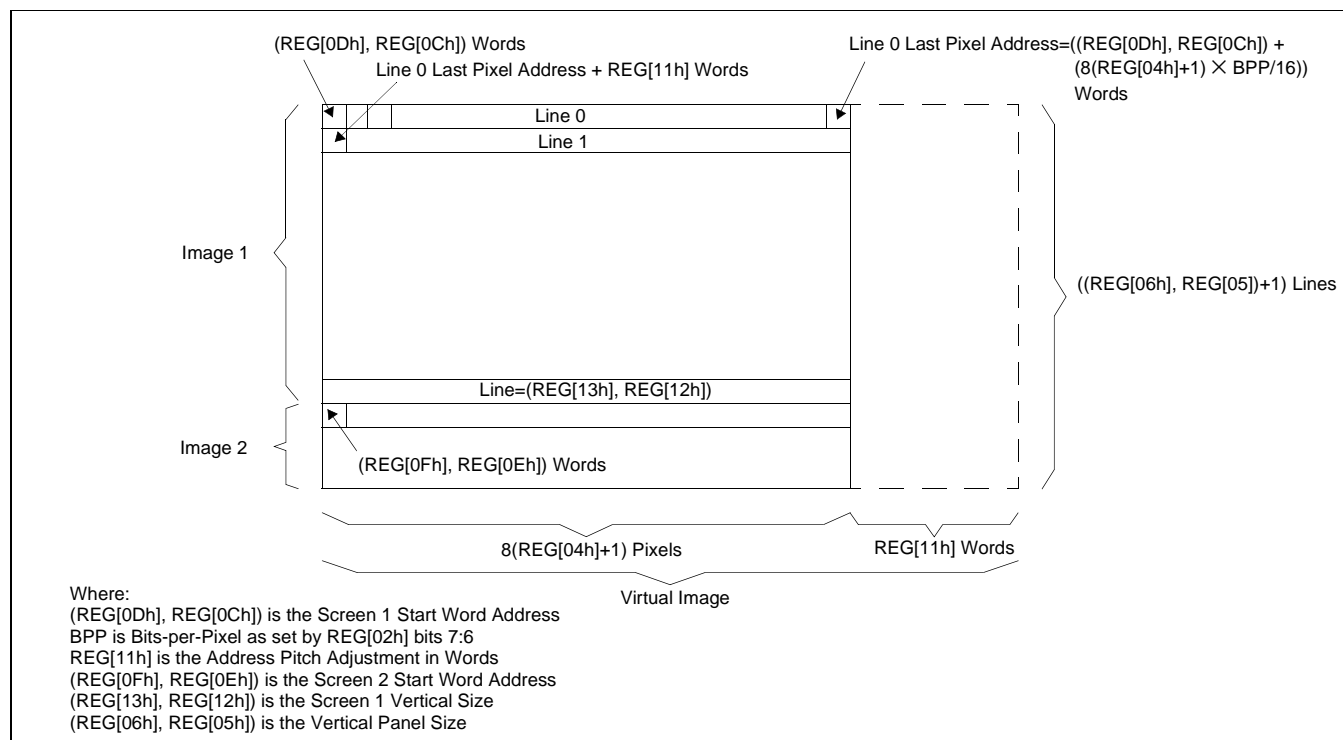 (REG[0Dh], REG[0Ch]) Words
Line 0 Last Pixel Address + REG[11h] Words
Line 0 Last Pixel Address=((REG[0Dh], REG[0Ch]) +
(8(REG[04h]+1) × BPP/16))
Words
Line 0
Line 1
Image 1
((REG[06h], REG[05])+1) Lines
Line=(REG[13h], REG[12h])
Image 2
(REG[0Fh], REG[0Eh]) Words
8(REG[04h]+1) Pixels
REG[11h] Words
Virtual Image
Where:
(REG[0Dh], REG[0Ch]) is the Screen 1 Start Word Address
BPP is Bits-per-Pixel as set by REG[02h] bits 7:6
REG[11h] is the Address Pitch Adjustment in Words
(REG[0Fh], REG[0Eh]) is the Screen 2 Start Word Address
(REG[13h], REG[12h]) is the Screen 1 Vertical Size
(REG[06h], REG[05h]) is the Vertical Panel Size